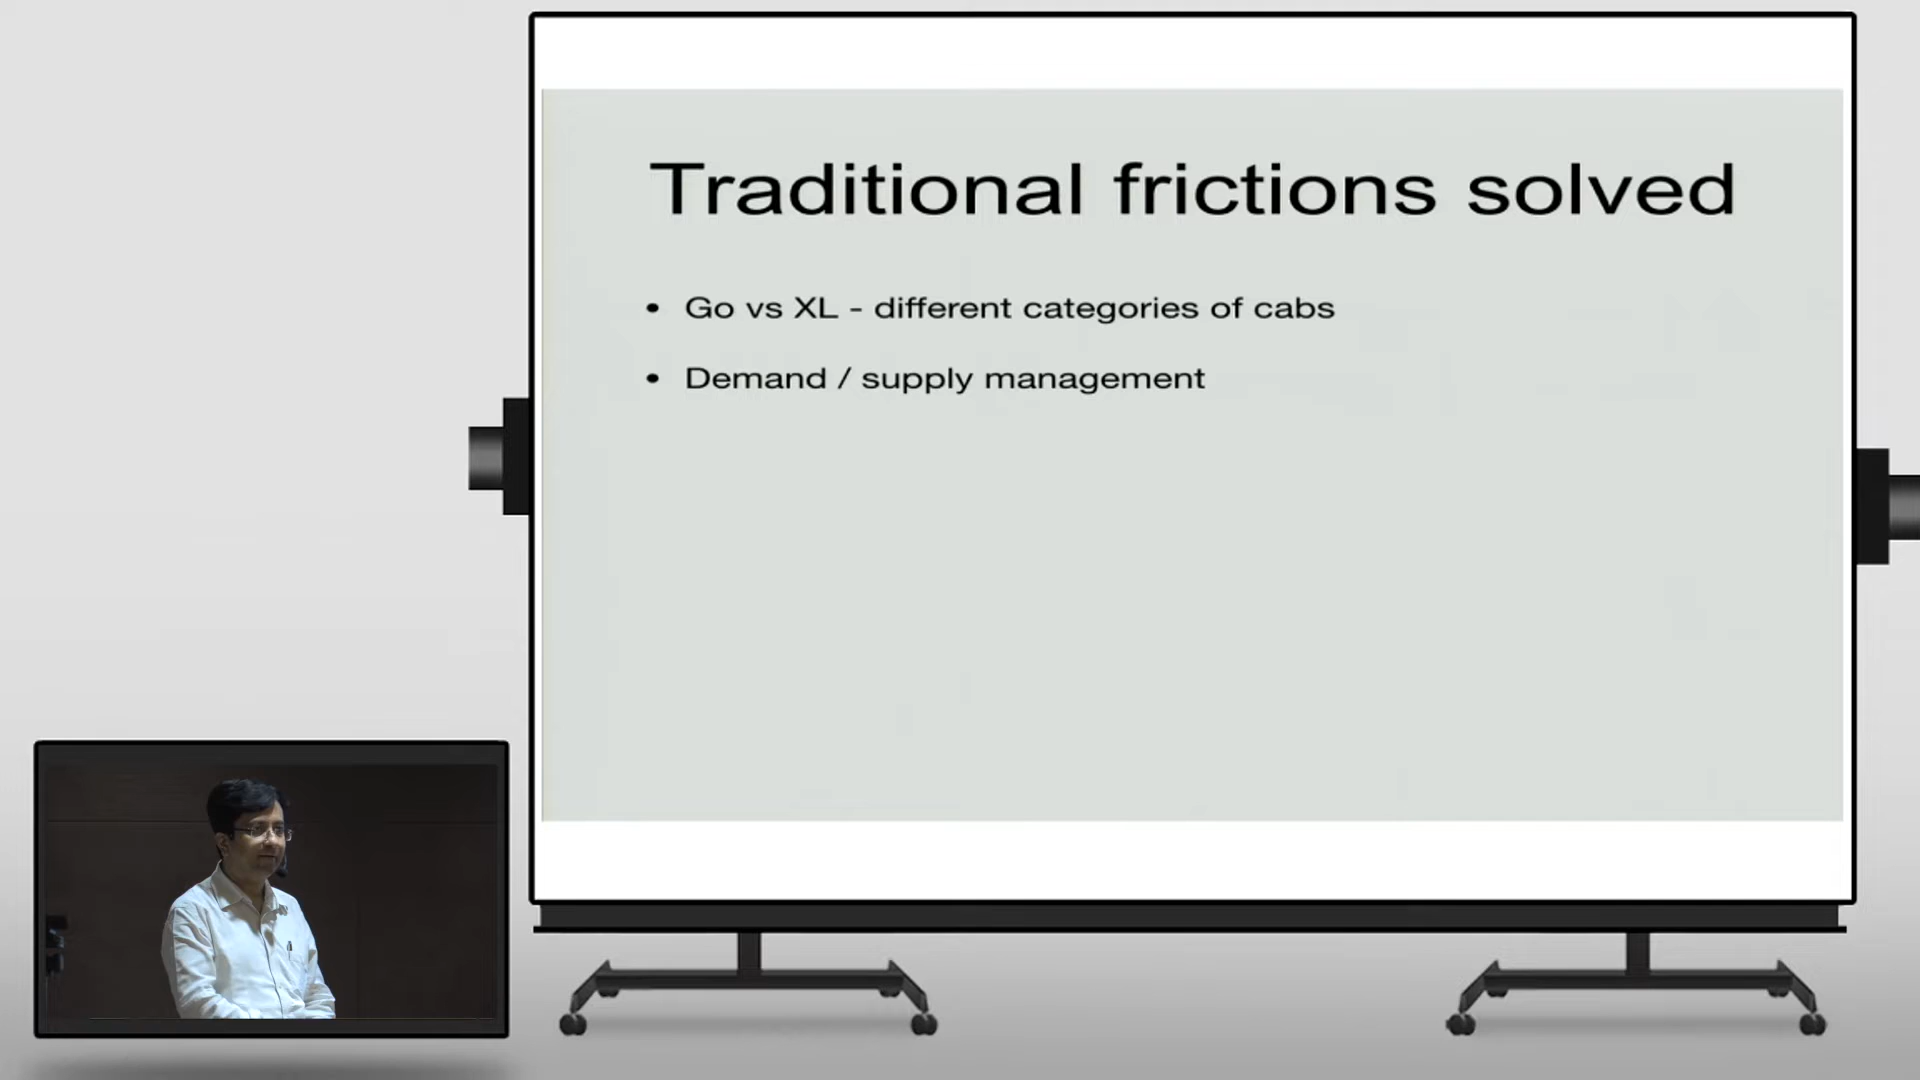 Traditional frictions solved
• Go vs XL - different categories of cabs
• Demand / supply management